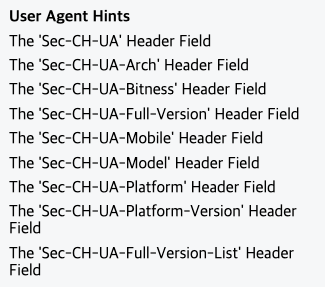 User Agent Hints
The 'Sec-CH-UA' Header Field
The 'Sec-CH-UA-Arch' Header Field
The 'Sec-CH-UA-Bitness' Header Field
The 'Sec-CH-UA-Full-Version' Header Field
The 'Sec-CH-UA-Mobile' Header Field
The 'Sec-CH-UA-Model' Header Field
The 'Sec-CH-UA-Platform' Header Field
The 'Sec-CH-UA-Platform-Version' Header
Field
The 'Sec-CH-UA-Full-Version-List' Header
Field